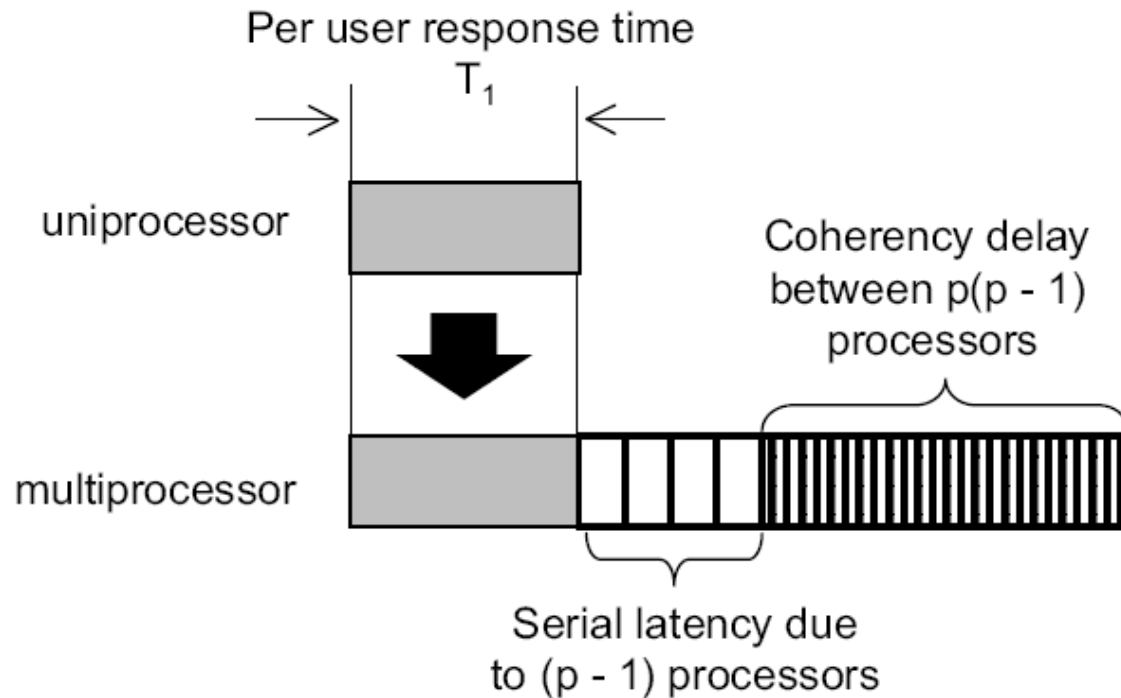 Per user response time
T₁
uniprocessor
Coherency delay
between p(p - 1)
processors
multiprocessor
Serial latency due
to (p - 1) processors